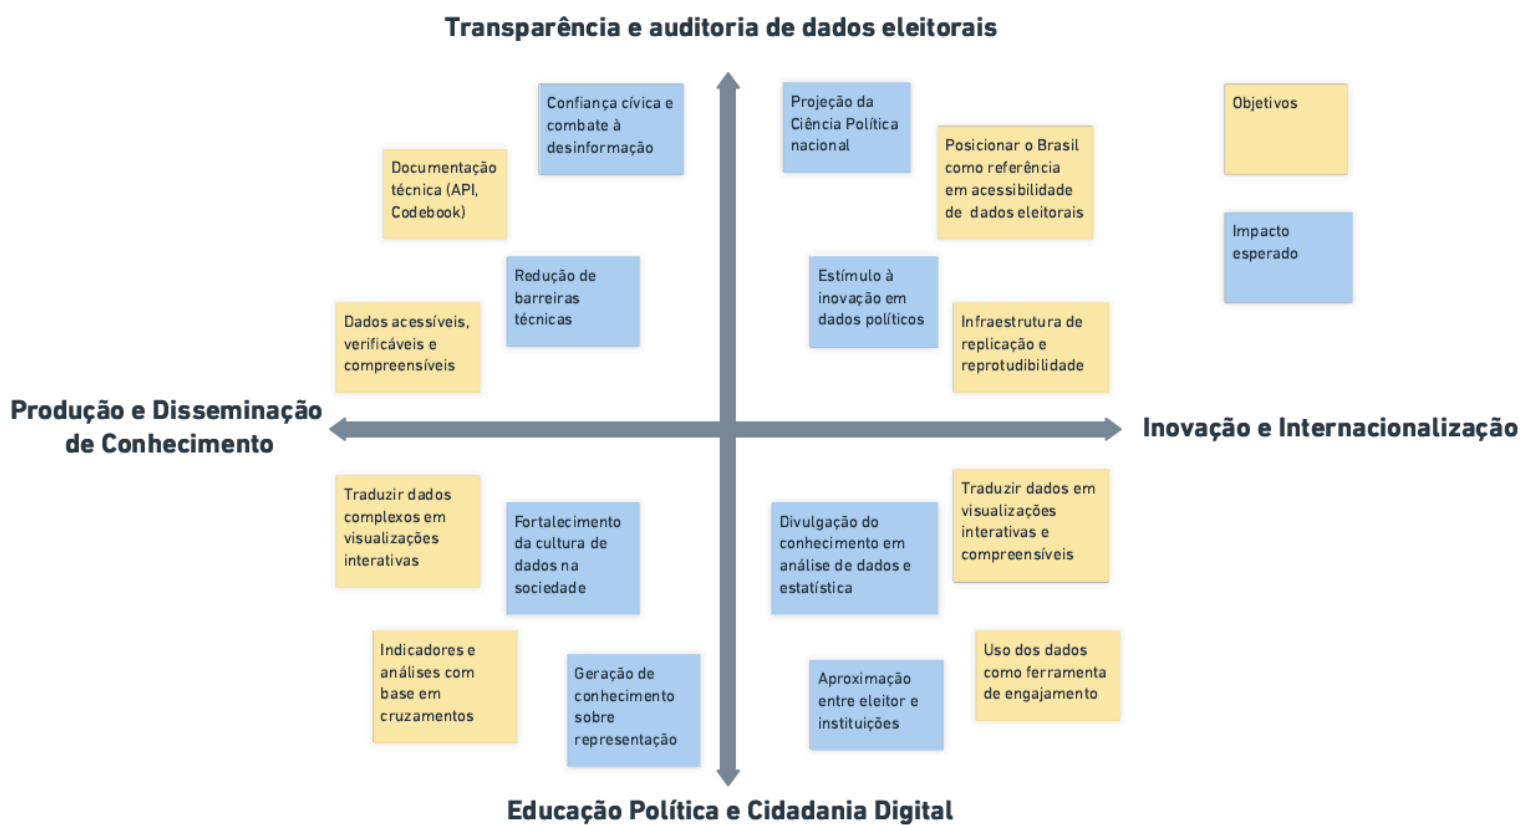 Transparência e auditoria de dados eleitorais
Confiança cívica e
combate à
desinformação
Documentação
técnica (API,
Codebook)
Redução de
barreiras
técnicas
Dados acessíveis,
verificáveis e
compreensíveis
Projeção da
Ciência Política
nacional
Posicionar o Brasil
como referência
em acessibilidade
de dados eleitorais
Estímulo à
inovação em
dados políticos
Infraestrutura de
replicação e
reprotudibilidade
Objetivos
Impacto
esperado
Produção e Disseminação
de Conhecimento
Inovação e Internacionalização
Traduzir dados
complexos em
visualizações
interativas
Fortalecimento
da cultura de
dados na
sociedade
Indicadores e
análises com
base em
cruzamentos
Geração de
conhecimento
sobre
representação
Divulgação do
conhecimento em
análise de dados e
estatística
Traduzir dados em
visualizações
interativas e
compreensíveis
Aproximação
entre eleitor e
instituições
Uso dos dados
como ferramenta
de engajamento
Educação Política e Cidadania Digital